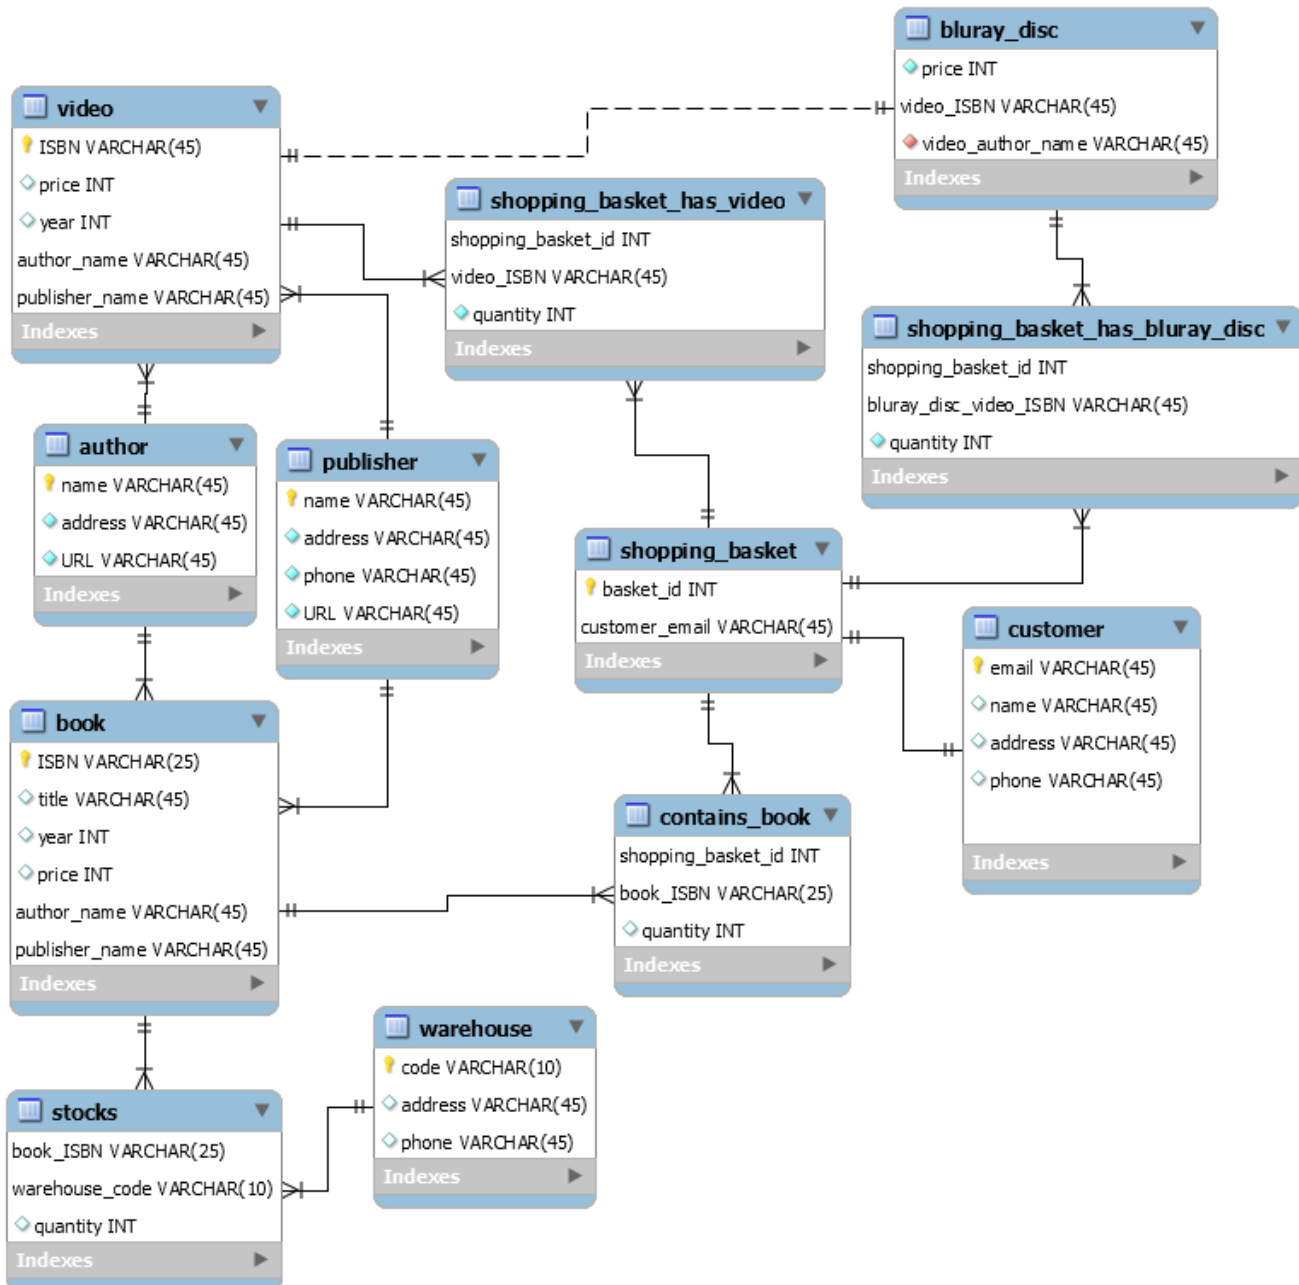 bluray_disc
price INT
video_ISBN VARCHAR(45)
video_author_name VARCHAR(45)
Indexes
video
ISBN VARCHAR(45)
price INT
year INT
author_name VARCHAR(45)
publisher_name VARCHAR(45)
Indexes
shopping_basket_has_video
shopping_basket_id INT
video_ISBN VARCHAR(45)
quantity INT
Indexes
shopping_basket_has_bluray_disc
shopping_basket_id INT
bluray_disc_video_ISBN VARCHAR(45)
quantity INT
Indexes
author
name VARCHAR(45)
address VARCHAR(45)
URL VARCHAR(45)
Indexes
publisher
name VARCHAR(45)
address VARCHAR(45)
phone VARCHAR(45)
URL VARCHAR(45)
Indexes
shopping_basket
basket_id INT
customer_email VARCHAR(45)
Indexes
customer
email VARCHAR(45)
name VARCHAR(45)
address VARCHAR(45)
phone VARCHAR(45)
Indexes
book
ISBN VARCHAR(25)
title VARCHAR(45)
year INT
price INT
author_name VARCHAR(45)
publisher_name VARCHAR(45)
Indexes
contains_book
shopping_basket_id INT
book_ISBN VARCHAR(25)
quantity INT
Indexes
warehouse
code VARCHAR(10)
address VARCHAR(45)
phone VARCHAR(45)
Indexes
stocks
book_ISBN VARCHAR(25)
warehouse_code VARCHAR(10)
quantity INT
Indexes